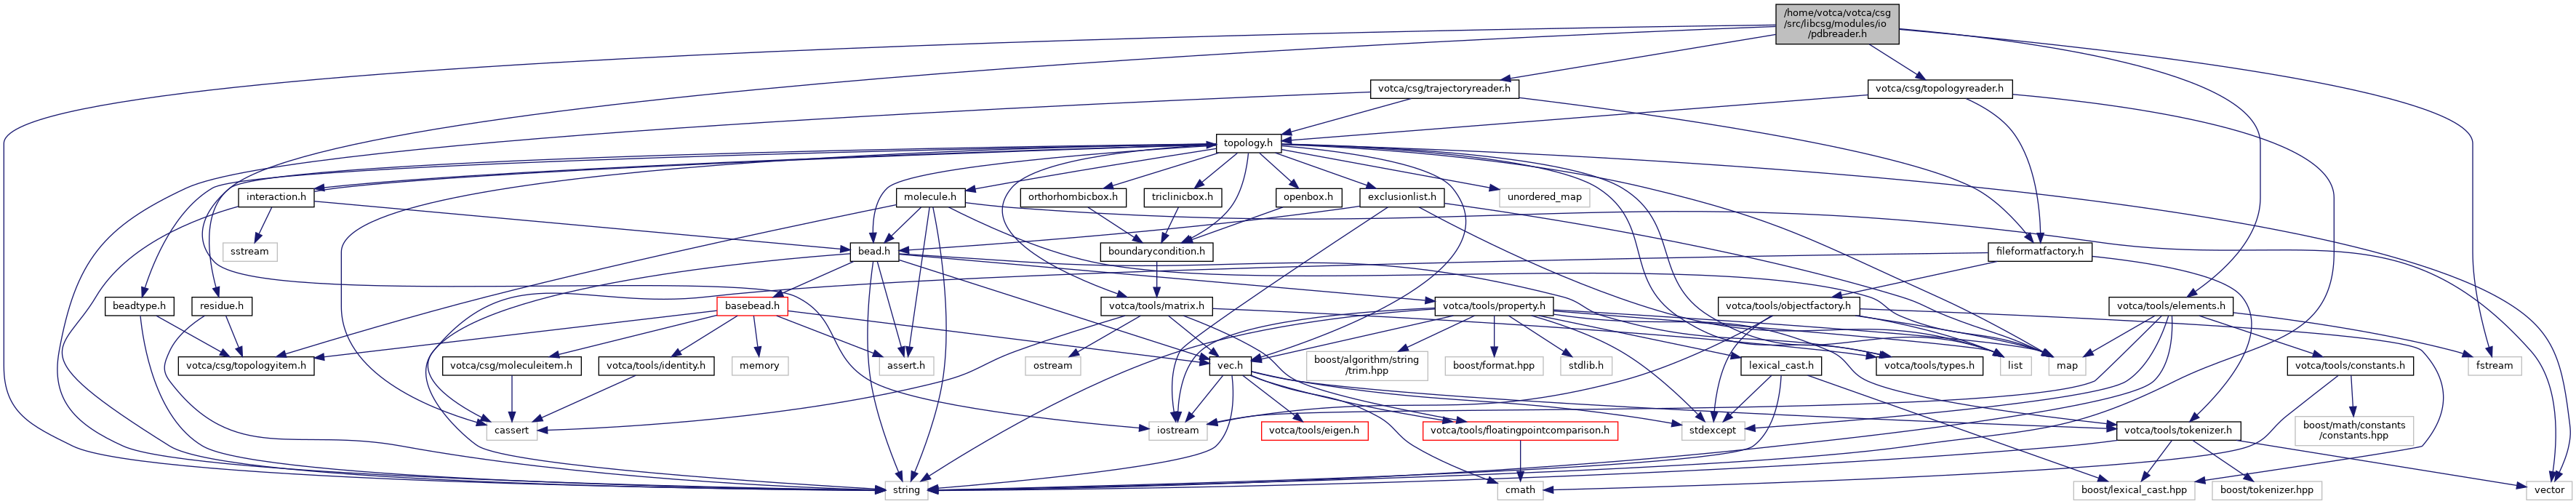 /home/votca/votca/csg
/src/libcsg/modules/io
/pdbreader.h
votca/csg/trajectoryreader.h
votca/csg/topologyreader.h
topology.h
interaction.h
molecule.h
orthorhombicbox.h
triclinicbox.h
openbox.h
exclusionlist.h
unordered_map
sstream
bead.h
boundarycondition.h
fileformatfactory.h
beadtype.h
residue.h
basebead.h
votca/tools/matrix.h
votca/tools/property.h
votca/tools/objectfactory.h
votca/tools/elements.h
votca/csg/topologyitem.h
votca/csg/moleculeitem.h
votca/tools/identity.h
memory
assert.h
ostream
vec.h
boost/algorithm/string
/trim.hpp
boost/format.hpp
stdlib.h
lexical_cast.h
votca/tools/types.h
list
map
votca/tools/constants.h
fstream
cassert
iostream
votca/tools/eigen.h
votca/tools/floatingpointcomparison.h
stdexcept
votca/tools/tokenizer.h
boost/math/constants
/constants.hpp
string
cmath
boost/lexical_cast.hpp
boost/tokenizer.hpp
vector